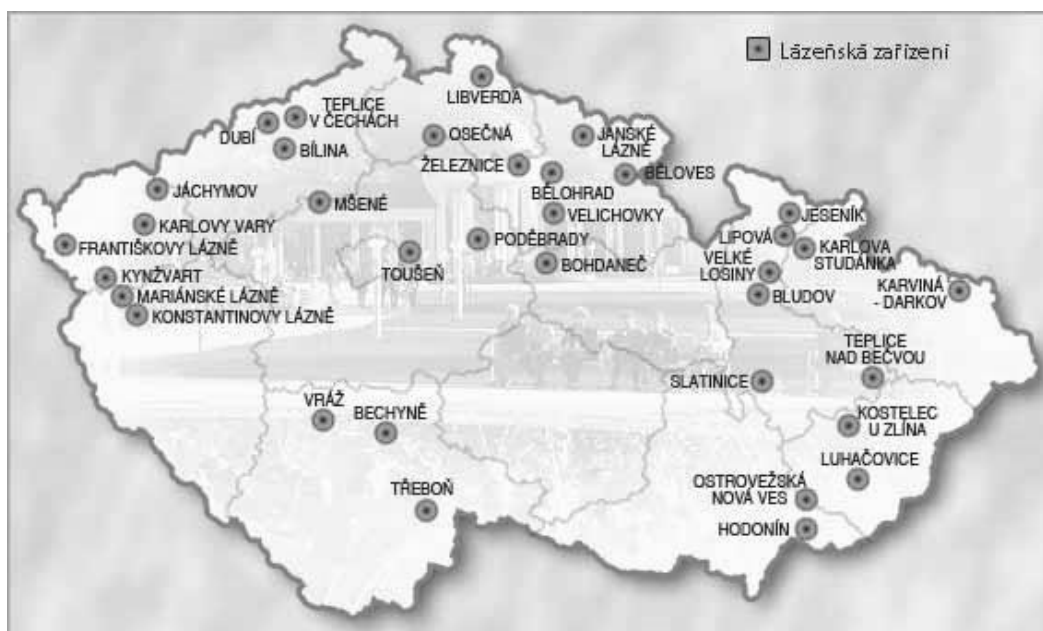 Lázeňská zařízení
LIBVERDA
TEPLICE
V ČECHÁCH
DUBÍ
BÍLINA
OSEČNÁ
JANSKÉ
LÁZNĚ
ŽELEZNICE
BĚLOHRAD
BĚLOVES
JÁCHYMOV
MŠENÉ
VELICHOVKY
KARLOVY VARY
FRANTIŠKOVY LÁZNĚ
PODĚBRADY
TOUŠEŇ
BOHDANEČ
JESENÍK
LIPOVÁ
KARLOVA
STUDÁNKA
VELKÉ
LOSINY
BLUDOV
KARVINÁ
- DARKOV
KYNŽVART
MARIÁNSKÉ LÁZNĚ
KONSTANTINOVY LÁZNĚ
TEPLICE
NAD BEČVOU
SLATINICE
VRÁŽ
BECHYNĚ
KOSTELEC
U ZLÍNA
LUHAČOVICE
TŘEBOŇ
OSTROVEŽSKÁ
NOVÁ VES
HODONÍN